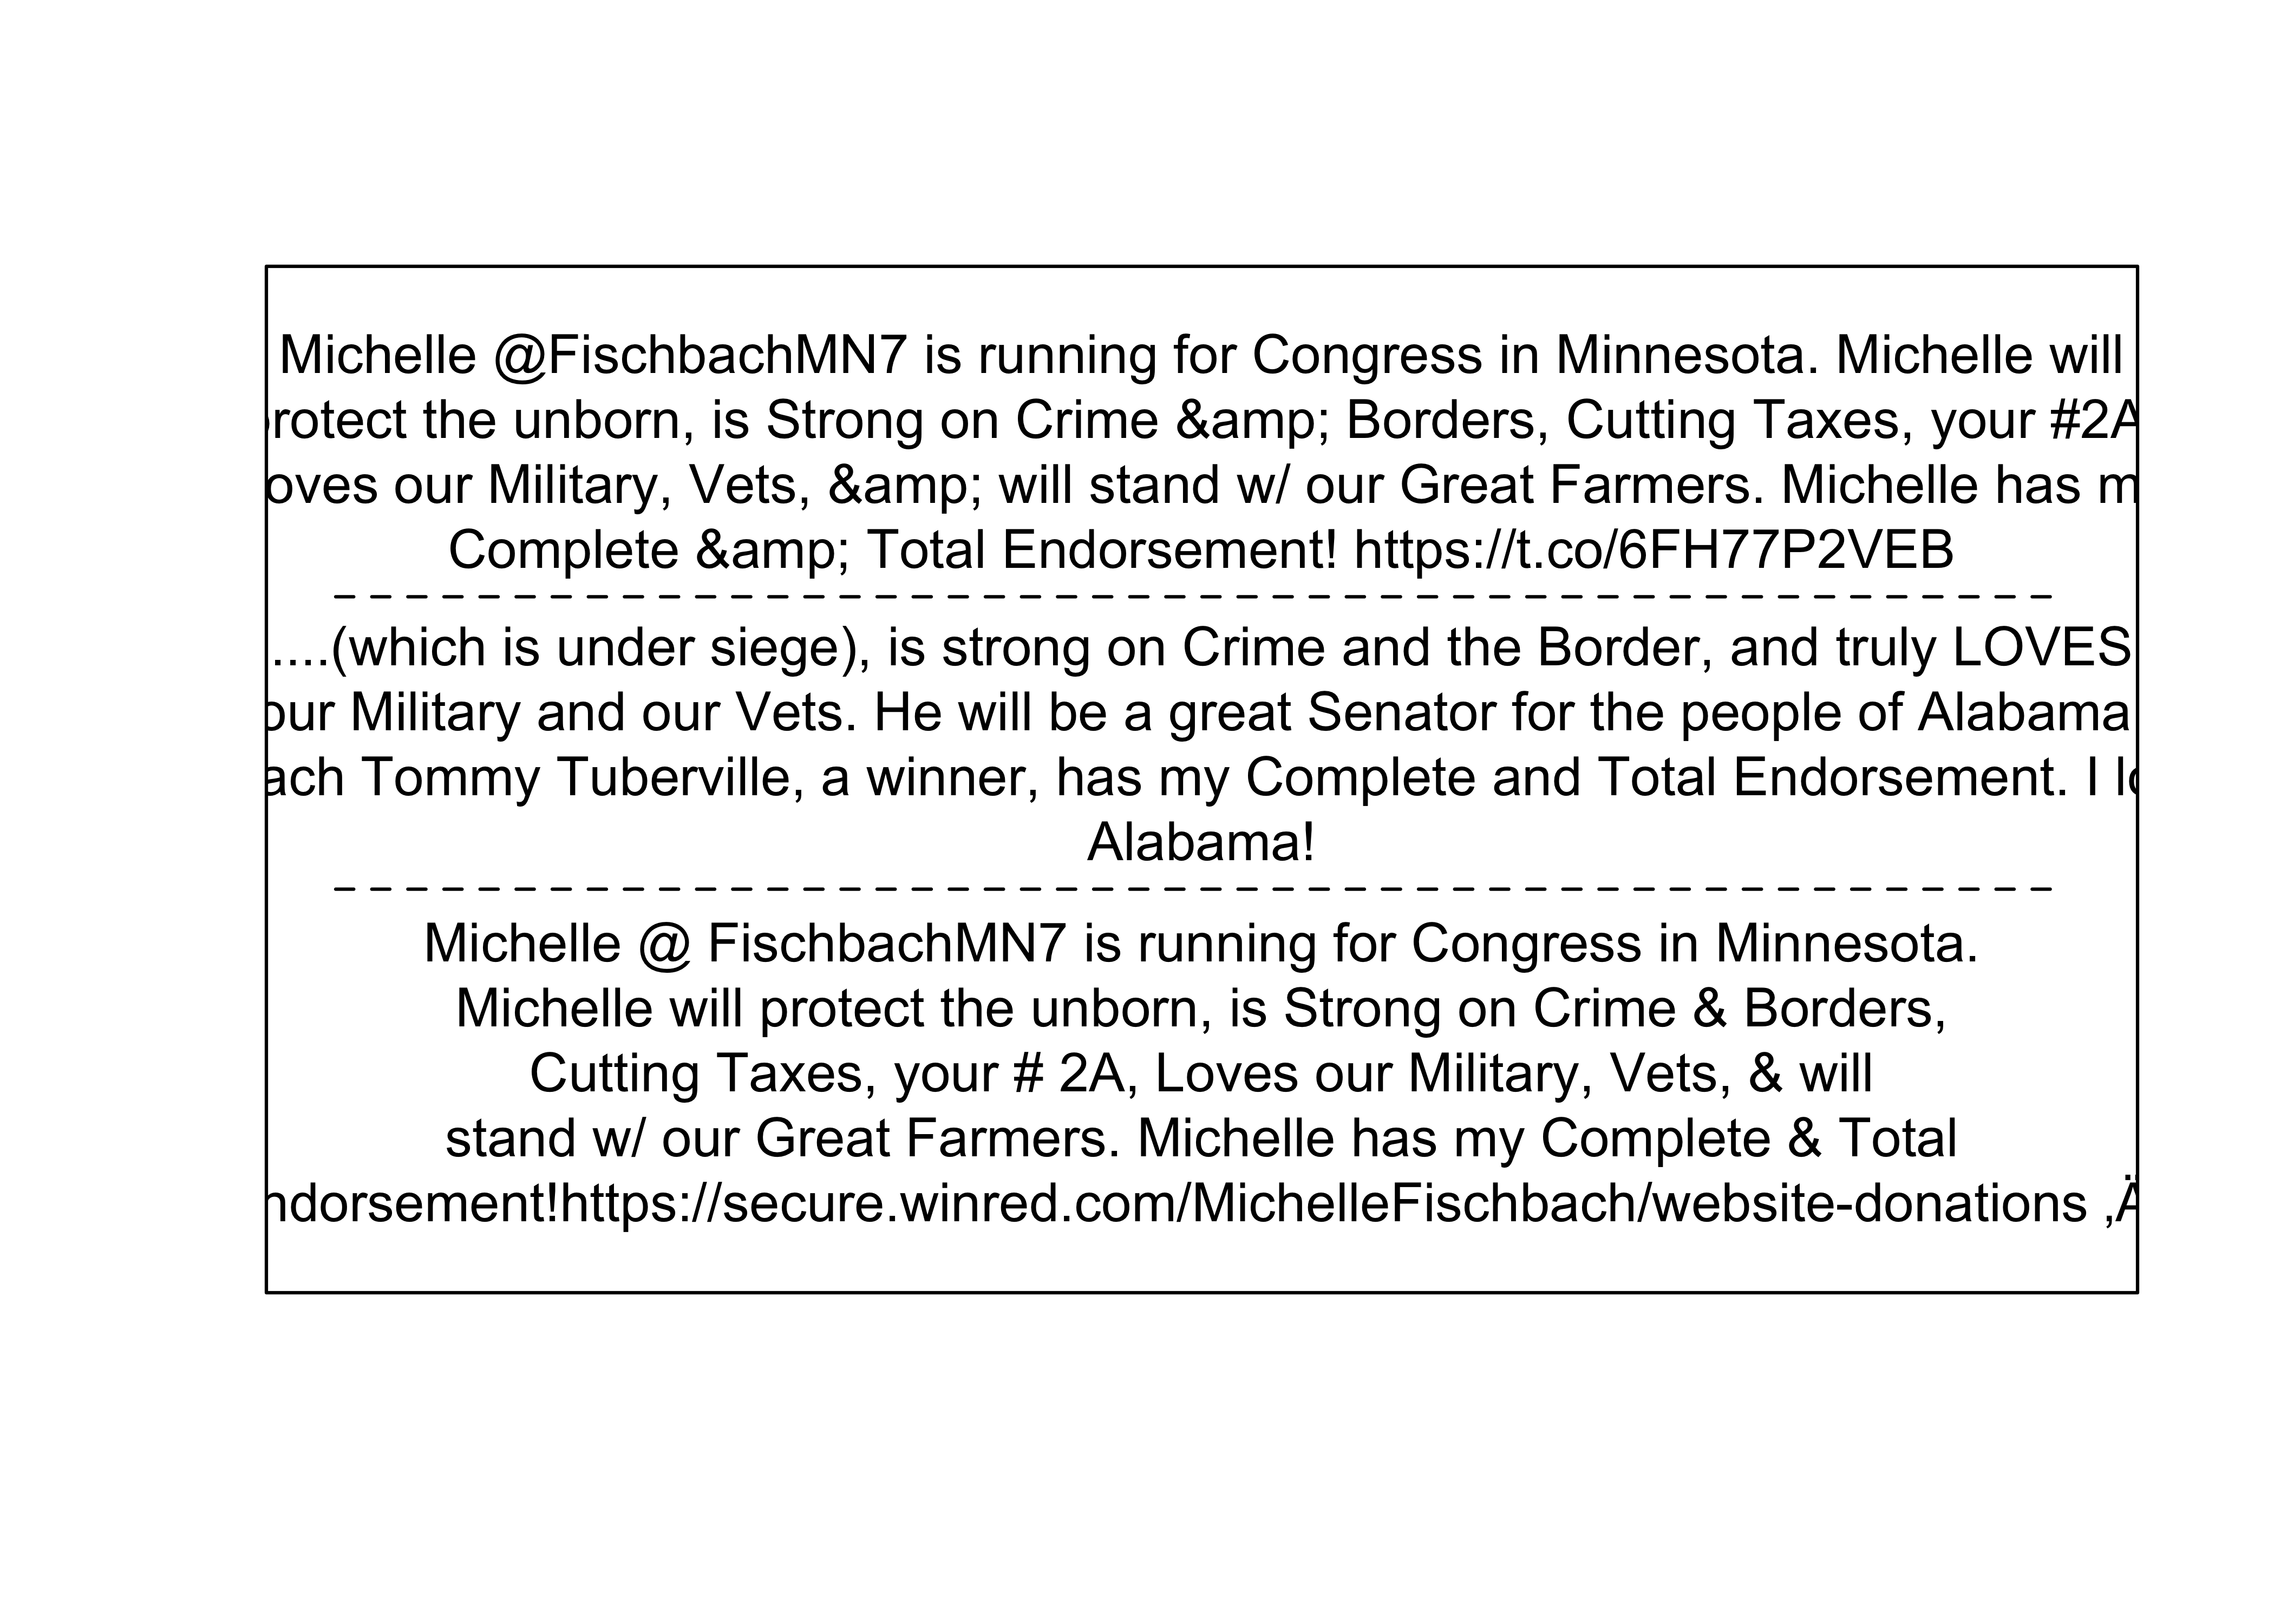 Michelle @FischbachMN7 is running for Congress in Minnesota. Michelle will
rotect the unborn, is Strong on Crime &amp; Borders, Cutting Taxes, your #2A
oves our Military, Vets, &amp; will stand w/ our Great Farmers. Michelle has m
Complete &amp; Total Endorsement! https://t.co/6FH77P2VEB
....(which is under siege), is strong on Crime and the Border, and truly LOVES
our Military and our Vets. He will be a great Senator for the people of Alabama
ach Tommy Tuberville, a winner, has my Complete and Total Endorsement. I lo
Alabama!
Michelle @ FischbachMN7 is running for Congress in Minnesota.
Michelle will protect the unborn, is Strong on Crime & Borders,
Cutting Taxes, your # 2A, Loves our Military, Vets, & will
stand w/ our Great Farmers. Michelle has my Complete & Total
ndorsement!https://secure.winred.com/MichelleFischbach/website-donations ‚Ä